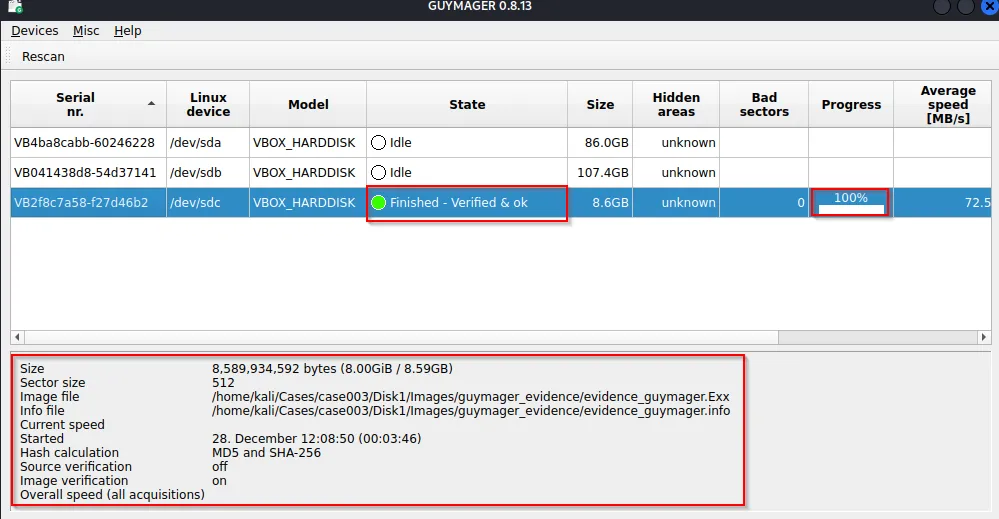 GUYMAGER 0.8.13
Devices Misc Help
Rescan
Serial nr. Linux device Model State Size Hidden areas Bad sectors Progress Average speed [MB/s]
VB4ba8cabb-60246228 /dev/sda VBOX_HARDDISK Idle 86.0GB unknown
VB041438d8-54d37141 /dev/sdb VBOX_HARDDISK Idle 107.4GB unknown
VB2f8c7a58-f27d46b2 /dev/sdc VBOX_HARDDISK Finished - Verified & ok 8.6GB unknown 0 100% 72.5
Size 8,589,934,592 bytes (8.00GiB / 8.59GB)
Sector size 512
Image file /home/kali/Cases/case003/Disk1/Images/guymager_evidence/evidence_guymager.Exx
Info file /home/kali/Cases/case003/Disk1/Images/guymager_evidence/evidence_guymager.info
Current speed
Started 28. December 12:08:50 (00:03:46)
Hash calculation MD5 and SHA-256
Source verification off
Image verification on
Overall speed (all acquisitions)